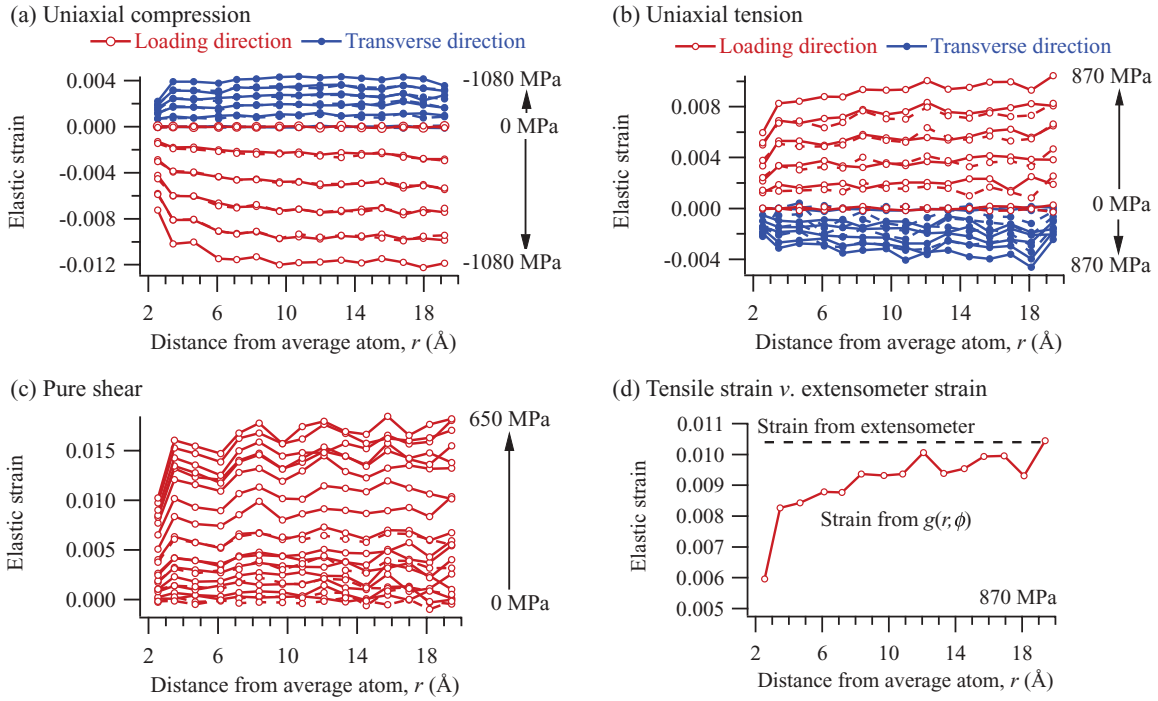 (a) Uniaxial compression
Loading direction Transverse direction
0.004
0.000
-0.004
-0.008
-0.012
Elastic strain
-1080 MPa
0 MPa
-1080 MPa
2 6 10 14 18
Distance from average atom, r (Å)
(b) Uniaxial tension
Loading direction Transverse direction
0.008
0.004
0.000
-0.004
Elastic strain
870 MPa
0 MPa
870 MPa
2 6 10 14 18
Distance from average atom, r (Å)
(c) Pure shear
0.015
0.010
0.005
0.000
Elastic strain
650 MPa
0 MPa
2 6 10 14 18
Distance from average atom, r (Å)
(d) Tensile strain v. extensometer strain
0.011
0.010
0.009
0.008
0.007
0.006
0.005
Elastic strain
Strain from extensometer
Strain from g(r,ϕ)
870 MPa
2 6 10 14 18
Distance from average atom, r (Å)